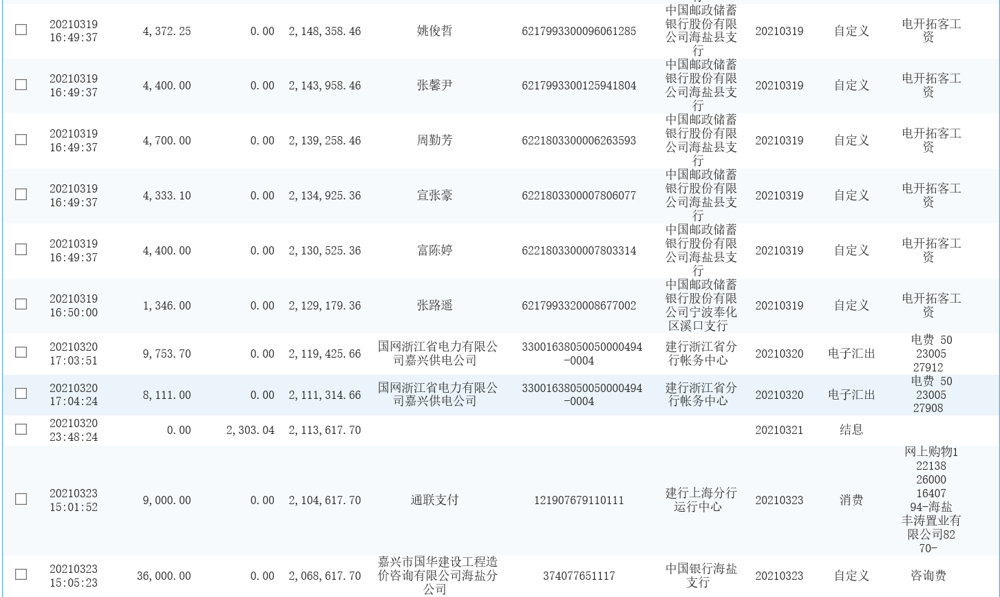 20210319
16:49:37
4,372.25
0.00
2,148,358.46
姚俊哲
6217993300096061285
中国邮政储蓄
银行股份有限
公司海盐县支
行
20210319
自定义
电开拓客工
资
20210319
16:49:37
4,400.00
0.00
2,143,958.46
张馨尹
6217993300125941804
中国邮政储蓄
银行股份有限
公司海盐县支
行
20210319
自定义
电开拓客工
资
20210319
16:49:37
4,700.00
0.00
2,139,258.46
周勤芳
6221803300006263593
中国邮政储蓄
银行股份有限
公司海盐县支
行
20210319
自定义
电开拓客工
资
20210319
16:49:37
4,333.10
0.00
2,134,925.36
宣张豪
6221803300007806077
中国邮政储蓄
银行股份有限
公司海盐县支
行
20210319
自定义
电开拓客工
资
20210319
16:49:37
4,400.00
0.00
2,130,525.36
富陈婷
6221803300007803314
中国邮政储蓄
银行股份有限
公司海盐县支
行
20210319
自定义
电开拓客工
资
20210319
16:50:00
1,346.00
0.00
2,129,179.36
张路遥
6217993320008677002
中国邮政储蓄
银行股份有限
公司宁波奉化
区溪口支行
20210319
自定义
电开拓客工
资
20210320
17:03:51
9,753.70
0.00
2,119,425.66
国网浙江省电力有限公
司嘉兴供电公司
33001638050050000494
-0004
建行浙江省分
行帐务中心
20210320
电子汇出
电费 50
23005
27912
20210320
17:04:24
8,111.00
0.00
2,111,314.66
国网浙江省电力有限公
司嘉兴供电公司
33001638050050000494
-0004
建行浙江省分
行帐务中心
20210320
电子汇出
电费 50
23005
27908
20210320
23:48:24
0.00
2,303.04
2,113,617.70
20210321
结息
20210323
15:01:52
9,000.00
0.00
2,104,617.70
通联支付
121907679110111
建行上海分行
运行中心
20210323
消费
网上购物1
22138
26000
16407
94-海盐
丰涛置业有
限公司82
70-
20210323
15:05:23
36,000.00
0.00
2,068,617.70
嘉兴市国华建设工程造
价咨询有限公司海盐分
公司
374077651117
中国银行海盐
支行
20210323
自定义
咨询费